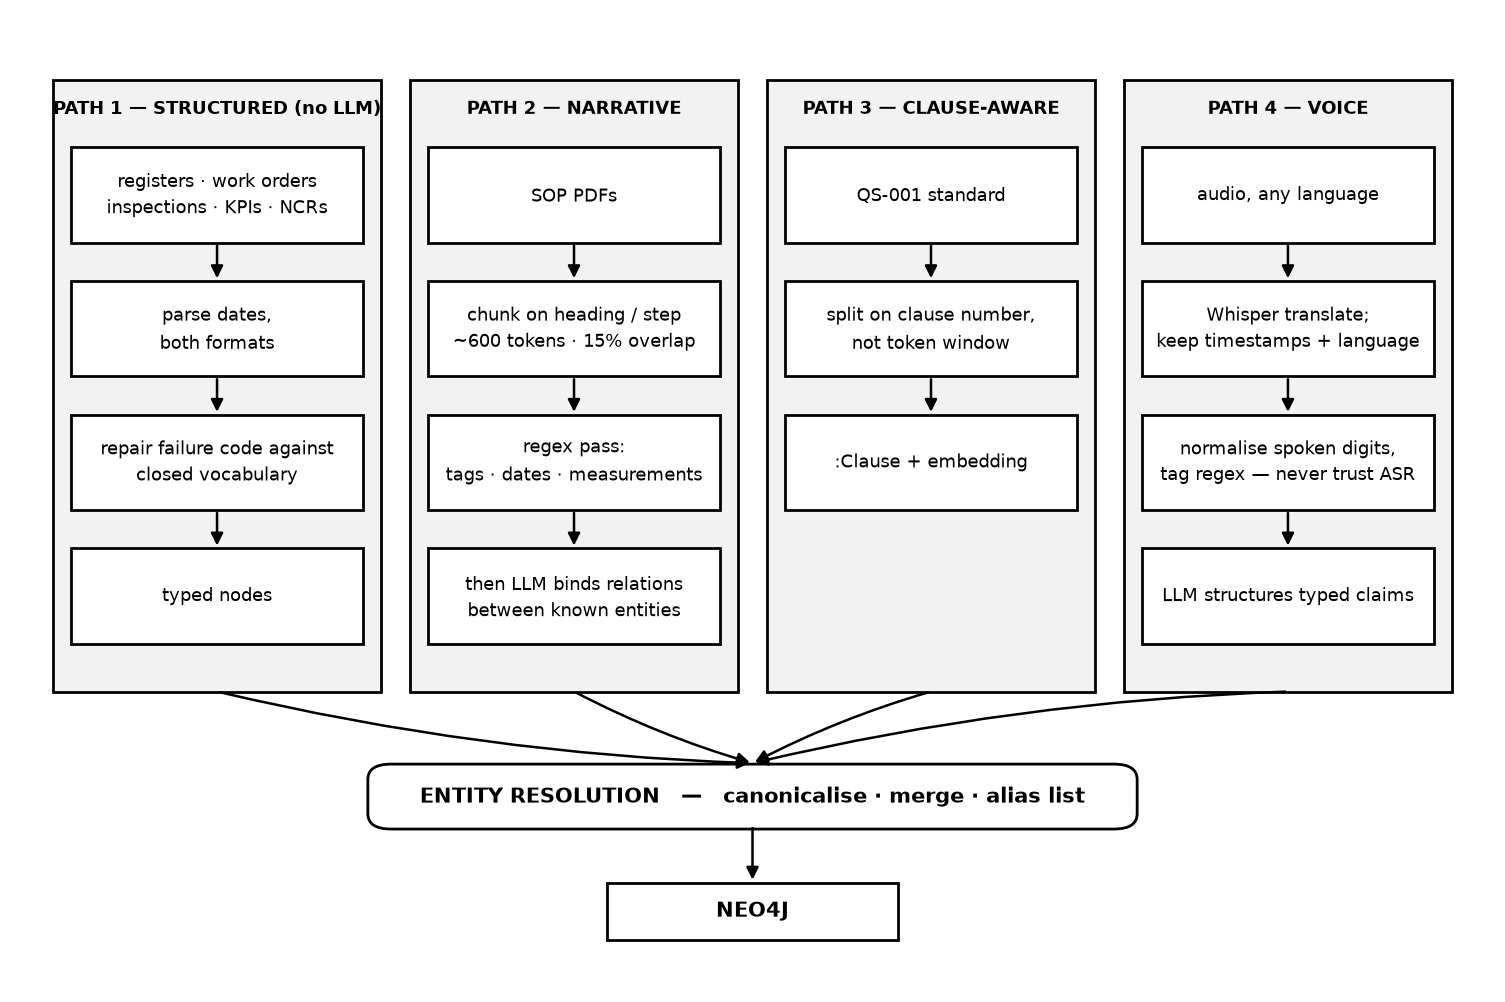 PATH 1 — STRUCTURED (no LLM)
registers · work orders
inspections · KPIs · NCRs
parse dates,
both formats
repair failure code against
closed vocabulary
typed nodes
PATH 2 — NARRATIVE
SOP PDFs
chunk on heading / step
~600 tokens · 15% overlap
regex pass:
tags · dates · measurements
then LLM binds relations
between known entities
PATH 3 — CLAUSE-AWARE
QS-001 standard
split on clause number,
not token window
:Clause + embedding
PATH 4 — VOICE
audio, any language
Whisper translate;
keep timestamps + language
normalise spoken digits,
tag regex — never trust ASR
LLM structures typed claims
ENTITY RESOLUTION — canonicalise · merge · alias list
NEO4J